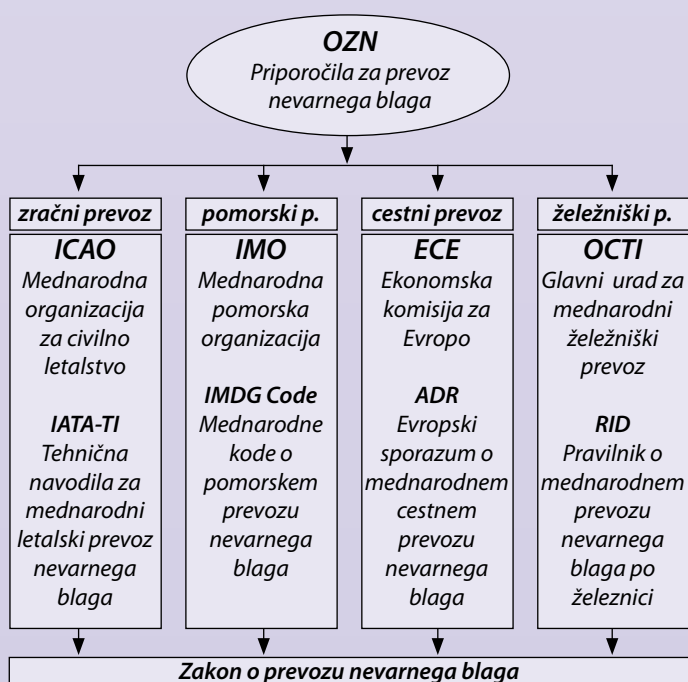 OZN
Priporočila za prevoz
nevarnega blaga
zračni prevoz
ICAO
Mednarodna
organizacija
za civilno
letalstvo
IATA-TI
Tehnična
navodila za
mednarodni
letalski prevoz
nevarnega
blaga
pomorski p.
IMO
Mednarodna
pomorska
organizacija
IMDG Code
Mednarodne
kode o
pomorskem
prevozu
nevarnega
blaga
cestni prevoz
ECE
Ekonomska
komisija za
Evropo
ADR
Evropski
sporazum o
mednarodnem
cestnem
prevozu
nevarnega
blaga
železniški p.
OCTI
Glavni urad za
mednarodni
železniški
prevoz
RID
Pravilnik o
mednarodnem
prevozu
nevarnega
blaga po
železnici
Zakon o prevozu nevarnega blaga